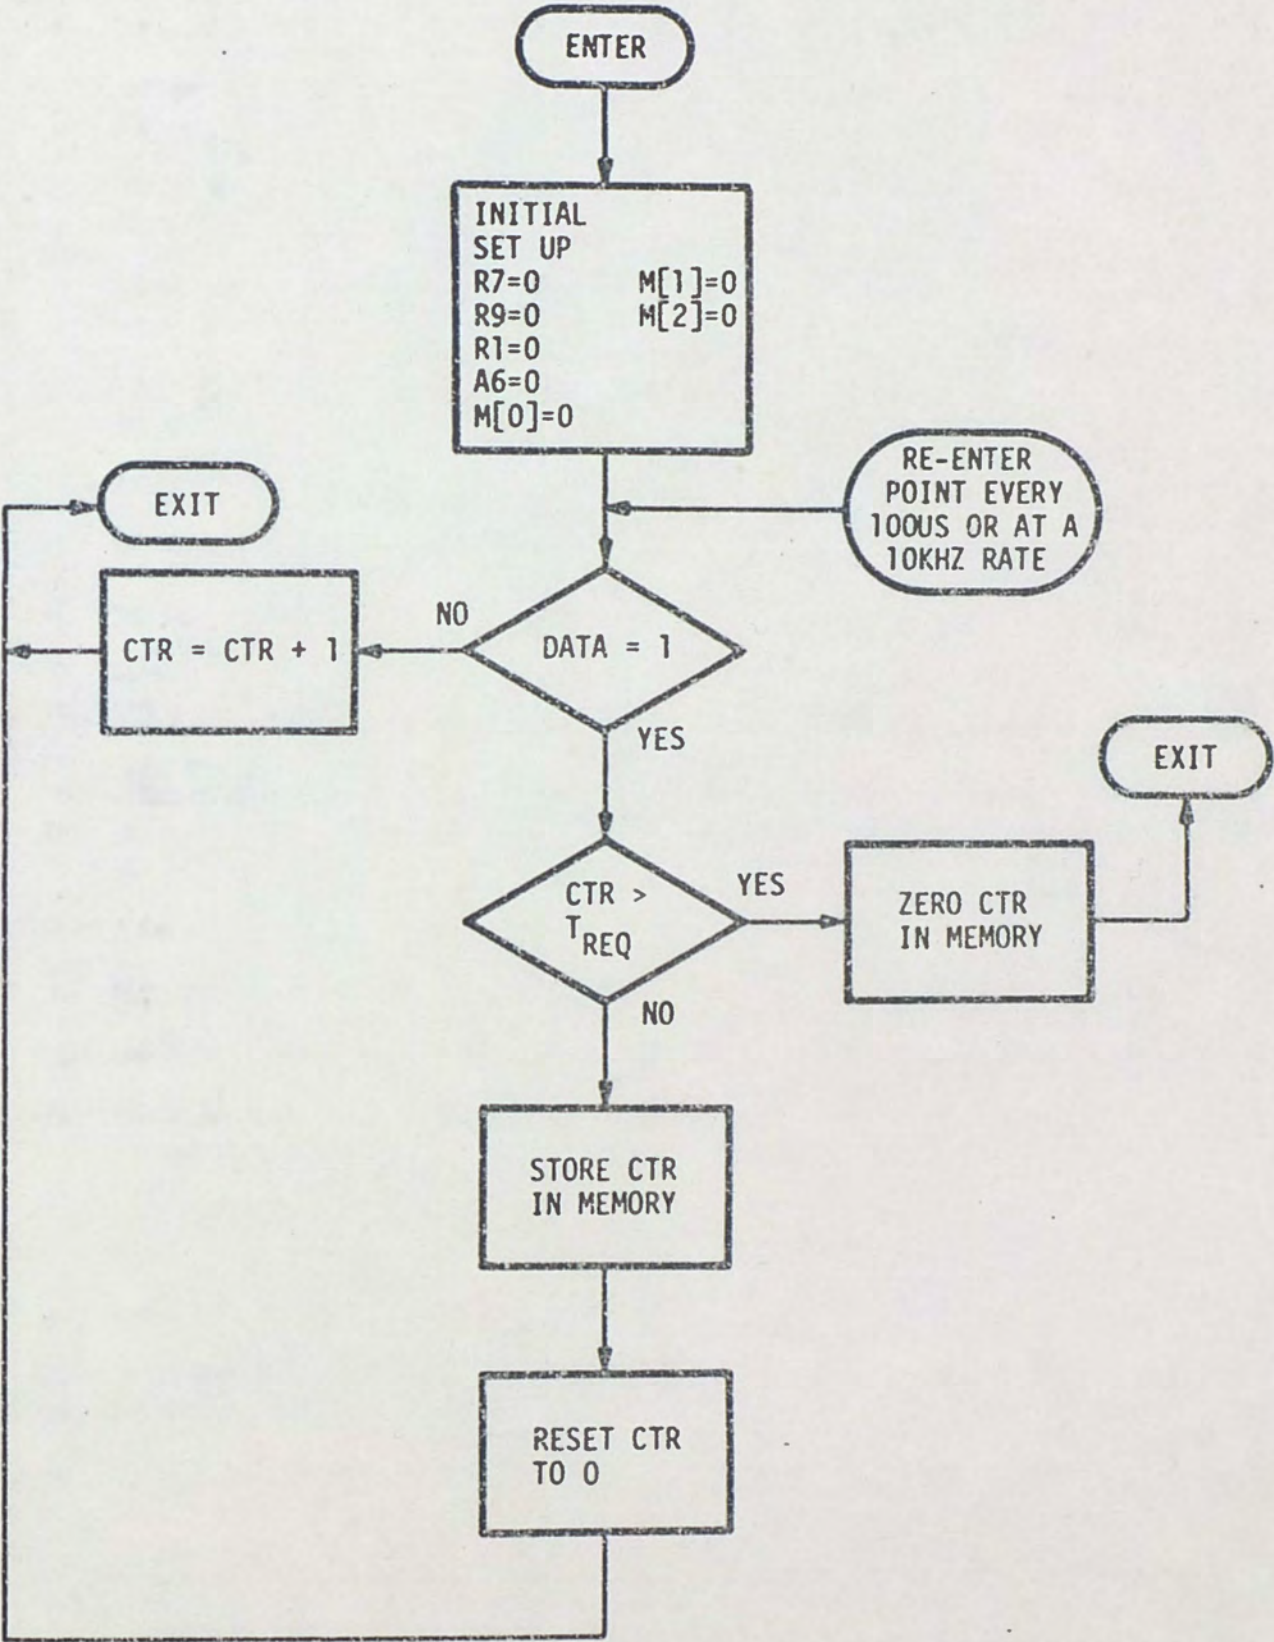 ENTER
INITIAL
SET UP
R7=0 M[1]=0
R9=0 M[2]=0
R1=0
A6=0
M[0]=0
RE-ENTER
POINT EVERY
100US OR AT A
10KHZ RATE
EXIT
NO
CTR = CTR + 1
DATA = 1
YES
EXIT
CTR >
TREQ
YES
ZERO CTR
IN MEMORY
NO
STORE CTR
IN MEMORY
RESET CTR
TO 0